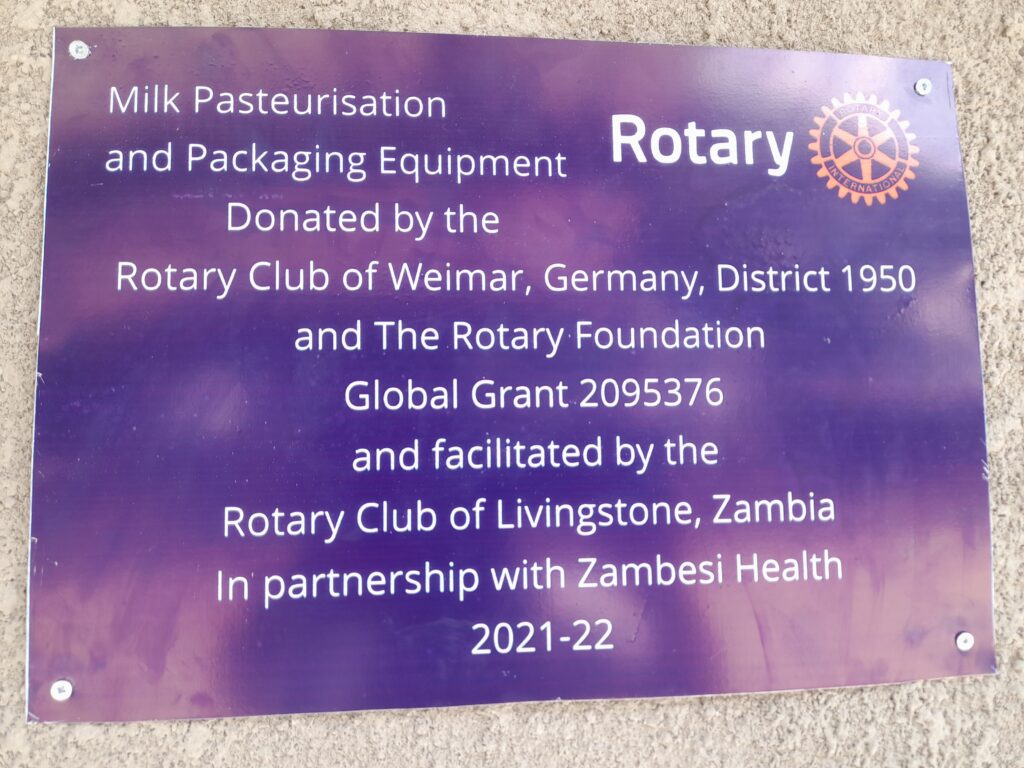 Milk Pasteurisation
and Packaging Equipment
Rotary
ROTARY
INTERNATIONAL
Donated by the
Rotary Club of Weimar, Germany, District 1950
and The Rotary Foundation
Global Grant 2095376
and facilitated by the
Rotary Club of Livingstone, Zambia
In partnership with Zambesi Health
2021-22